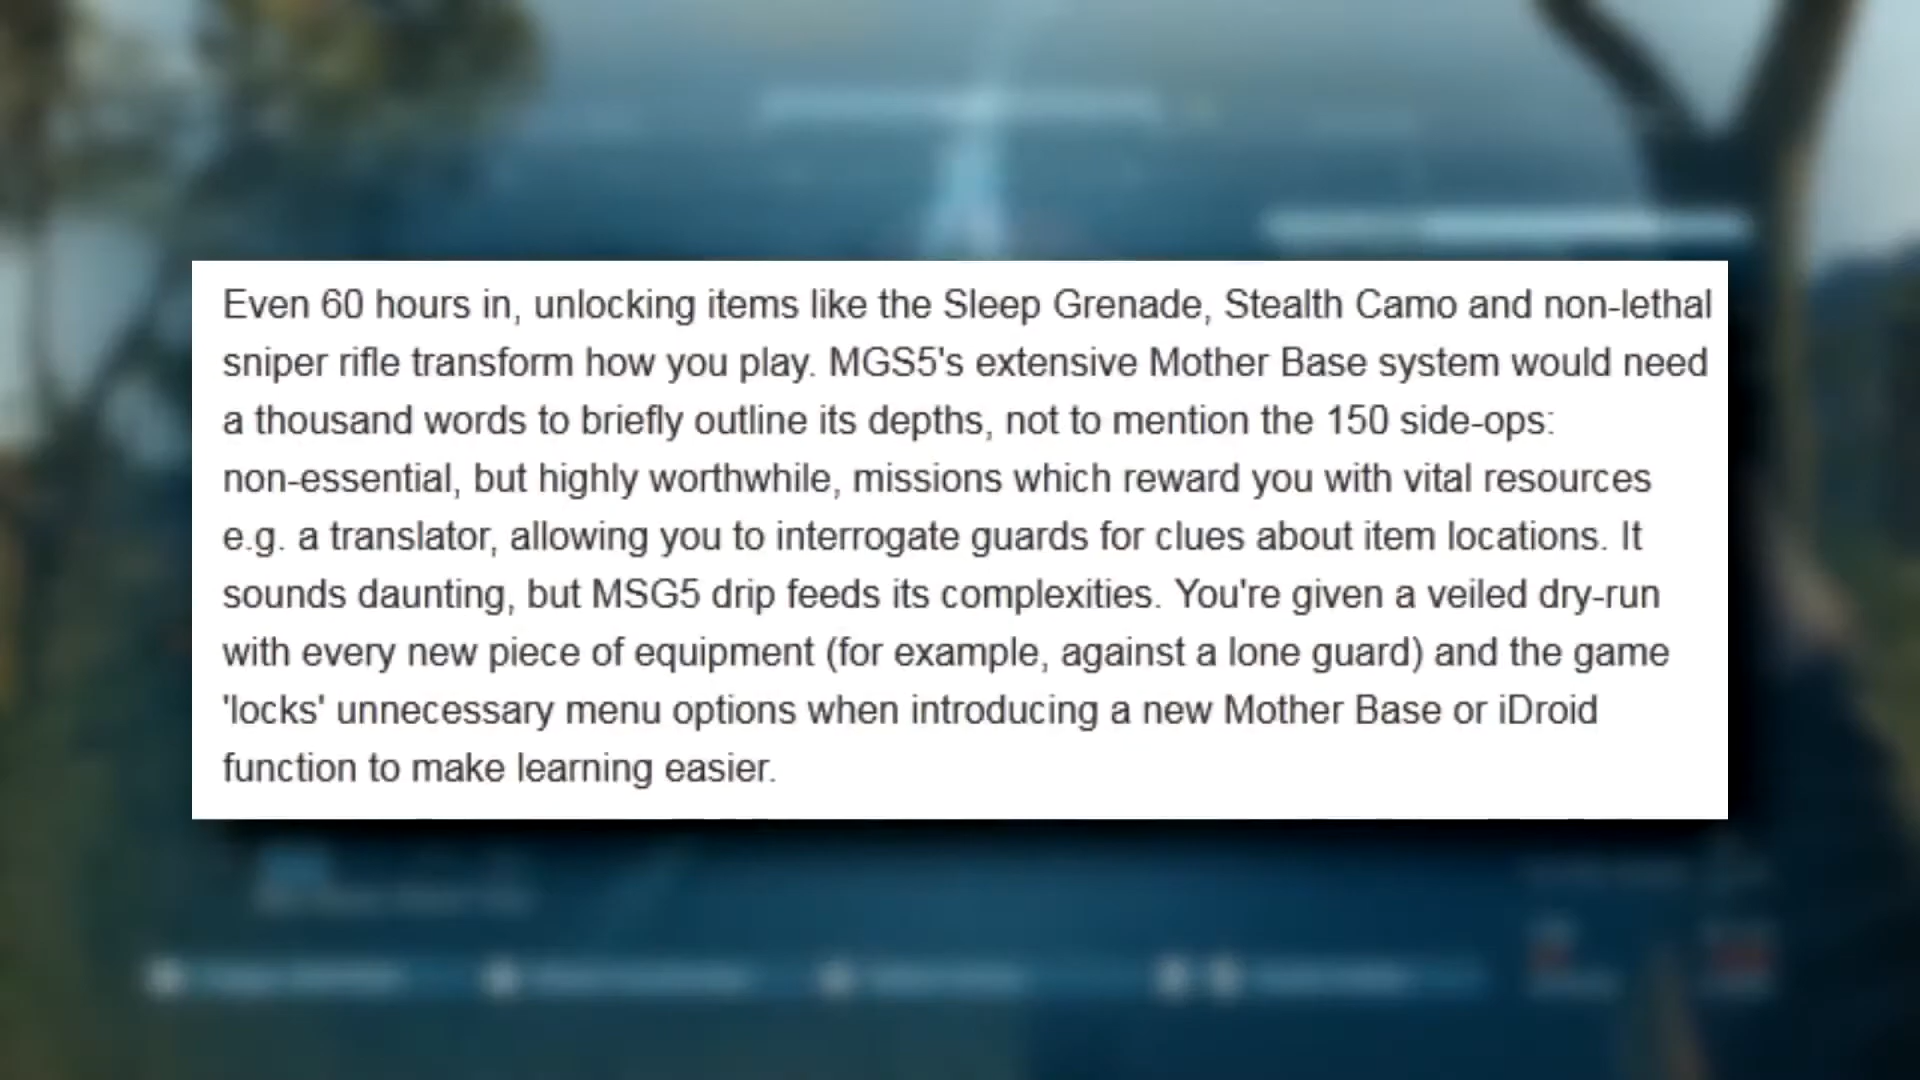 Even 60 hours in, unlocking items like the Sleep Grenade, Stealth Camo and non-lethal
sniper rifle transform how you play. MGS5's extensive Mother Base system would need
a thousand words to briefly outline its depths, not to mention the 150 side-ops:
non-essential, but highly worthwhile, missions which reward you with vital resources
e.g. a translator, allowing you to interrogate guards for clues about item locations. It
sounds daunting, but MSG5 drip feeds its complexities. You're given a veiled dry-run
with every new piece of equipment (for example, against a lone guard) and the game
'locks' unnecessary menu options when introducing a new Mother Base or iDroid
function to make learning easier.